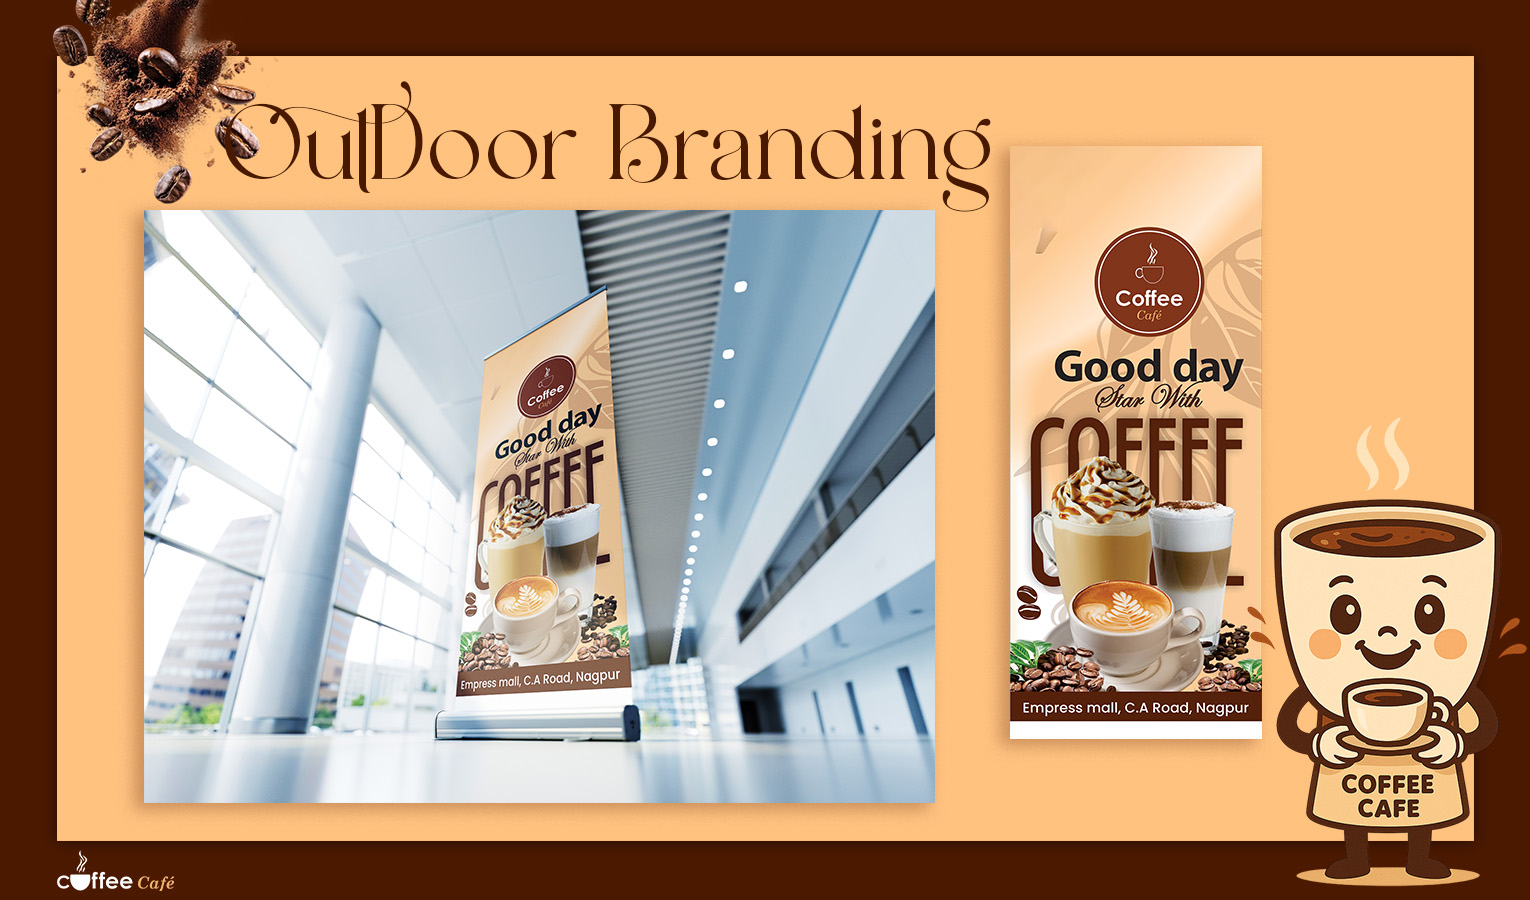 OutDoor Branding
Coffee
Café
Good day
Star With
COFFEE
Empress mall, C.A Road, Nagpur
Coffee
Café
Good day
Star With
COFFEE
Empress mall, C.A Road, Nagpur
COFFEE
CAFE
coffee Café